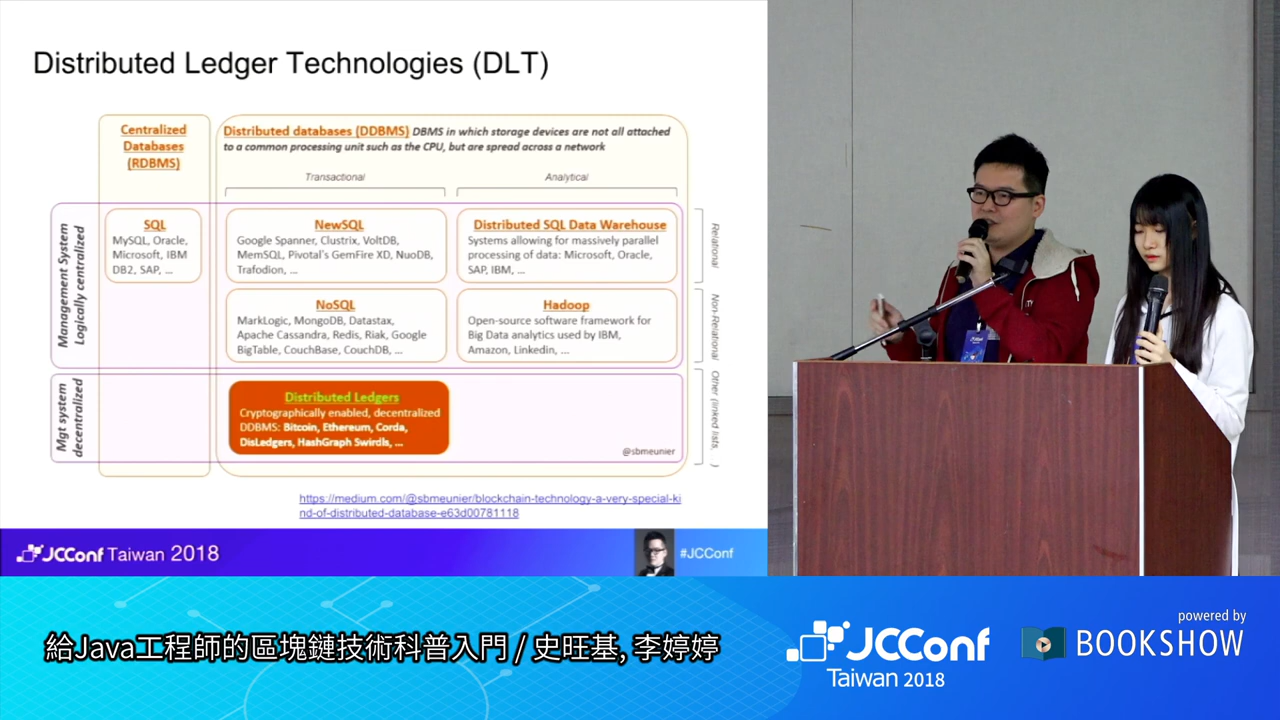 Distributed Ledger Technologies (DLT)
Centralized
Databases
(RDBMS)
Distributed databases (DDBMS) DBMS in which storage devices are not all attached
to a common processing unit such as the CPU, but are spread across a network
Transactional
Analytical
Management System
Logically centralized
SQL
MySQL, Oracle,
Microsoft, IBM
DB2, SAP, ...
NewSQL
Google Spanner, Clustrix, VoltDB,
MemSQL, Pivotal's GemFire XD, NuoDB,
Trafodion, ...
Distributed SQL Data Warehouse
Systems allowing for massively parallel
processing of data: Microsoft, Oracle,
SAP, IBM, ...
Relational
NoSQL
MarkLogic, MongoDB, Datastax,
Apache Cassandra, Redis, Riak, Google
BigTable, CouchBase, CouchDB, ...
Hadoop
Open-source software framework for
Big Data analytics used by IBM,
Amazon, Linkedin, ...
Non-Relational
Mgt system
decentralized
Distributed Ledgers
Cryptographically enabled, decentralized
DDBMS: Bitcoin, Ethereum, Corda,
DisLedgers, HashGraph Swirdls, ...
@sbmeunier
Other (linked lists, )
https://medium.com/@sbmeunier/blockchain-technology-a-very-special-ki
nd-of-distributed-database-e63d00781118
JCConf Taiwan 2018
#JCConf
給Java工程師的區塊鏈技術科普入門 / 史旺基, 李婷婷
JCConf
Taiwan 2018
powered by
BOOKSHOW